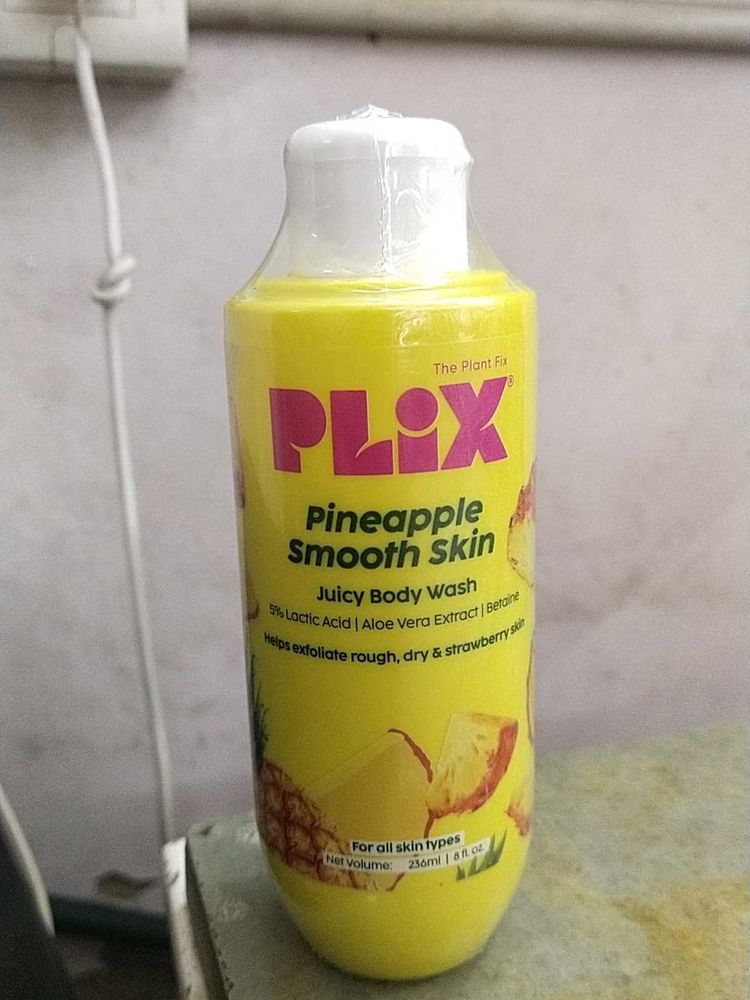 The Plant Fix
PLiX®
Pineapple
Smooth Skin
Juicy Body Wash
5% Lactic Acid | Aloe Vera Extract | Betaine
Helps exfoliate rough, dry & strawberry skin
For all skin types
Net Volume: 236ml | 8 fl. oz.